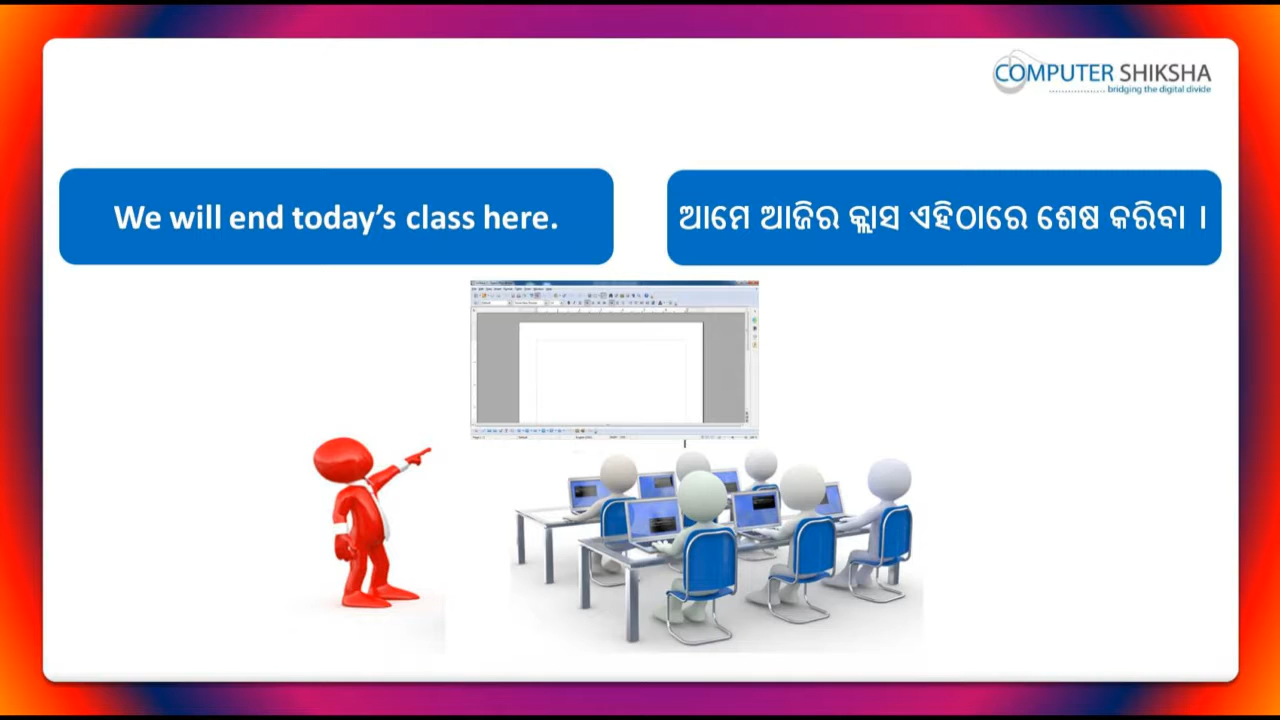 COMPUTER SHIKSHA
bridging the digital divide
We will end today's class here.
ଆମେ ଆଜିର କ୍ଲାସ ଏହିଠାରେ ଶେଷ କରିବା ।